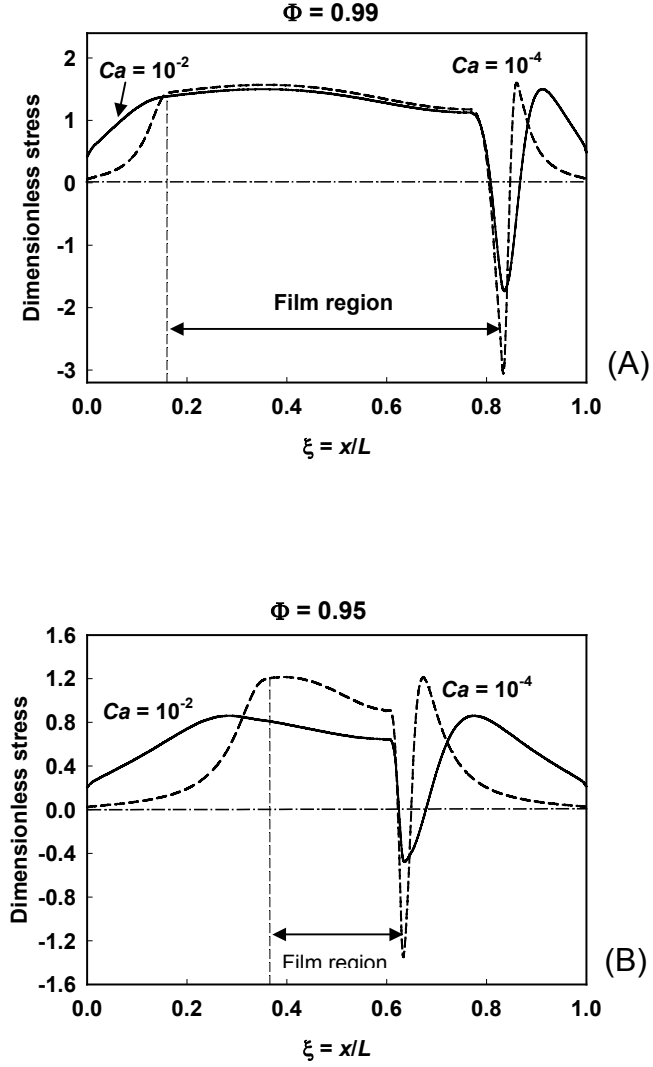 Φ = 0.99
2
1
0
-1
-2
-3
Dimensionless stress
Ca = 10-2
Ca = 10-4
Film region
(A)
0.0 0.2 0.4 0.6 0.8 1.0
ξ = x/L
Φ = 0.95
1.6
1.2
0.8
0.4
0.0
-0.4
-0.8
-1.2
-1.6
Dimensionless stress
Ca = 10-2
Ca = 10-4
Film region
(B)
0.0 0.2 0.4 0.6 0.8 1.0
ξ = x/L